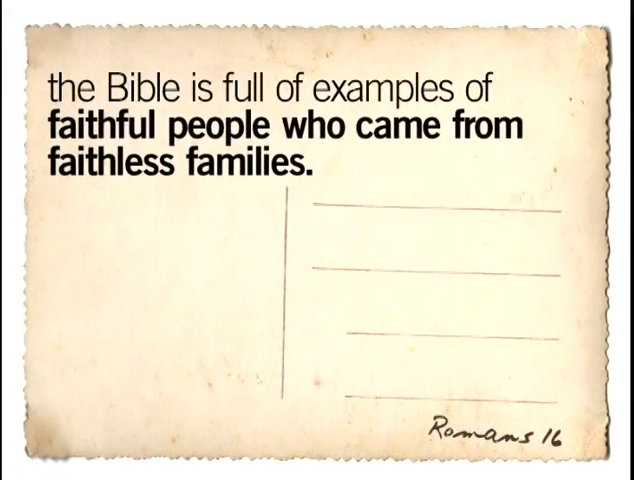 the Bible is full of examples of
faithful people who came from
faithless families.
Romans 16